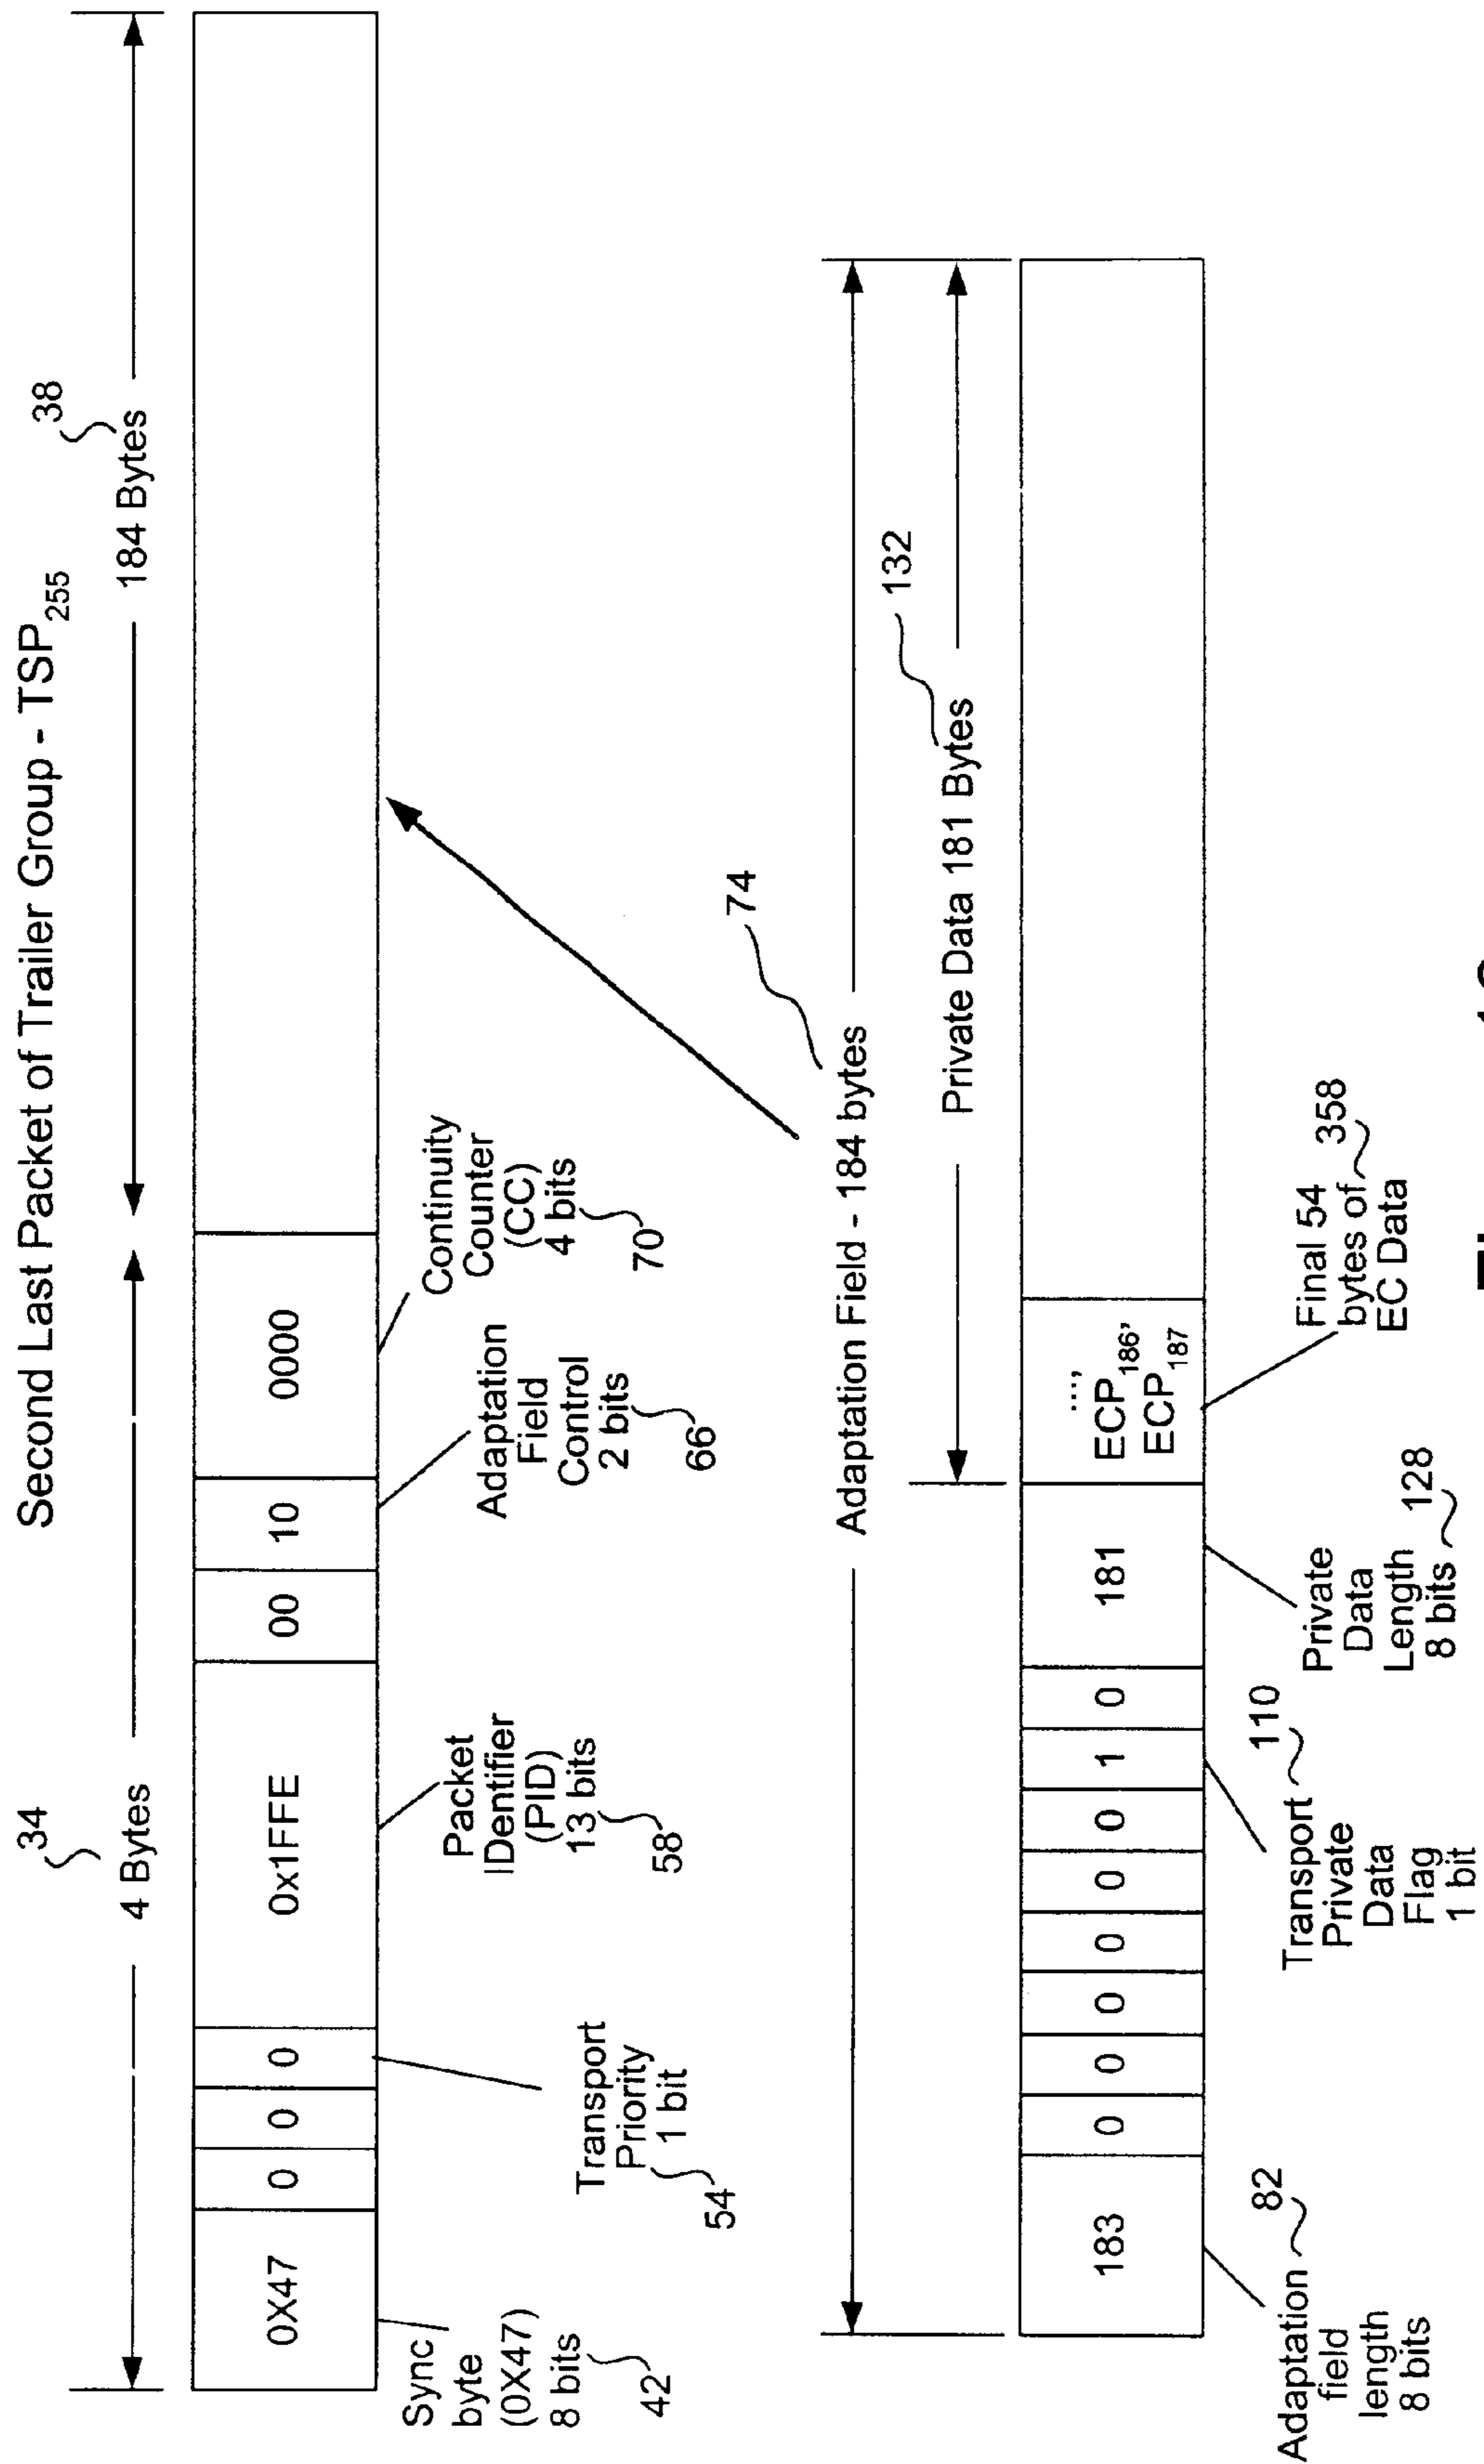 Second Last Packet of Trailer Group - TSP255
34
4 Bytes
38
184 Bytes
0X47
0
0
0
0x1FFE
00
10
0000
Sync
byte
(0X47)
8 bits
42
Transport
Priority
1 bit
54
Packet
IDentifier
(PID)
13 bits
58
Adaptation
Field
Control
2 bits
66
Continuity
Counter
(CC)
4 bits
70
Adaptation Field - 184 bytes
74
Private Data 181 Bytes
132
183
0
0
0
0
0
0
1
0
181
...,
ECP186,
ECP187
Adaptation
field
length
8 bits
82
Transport
Private
Data
Flag
1 bit
110
Private
Data
Length
8 bits
128
Final 54
bytes of
EC Data
358